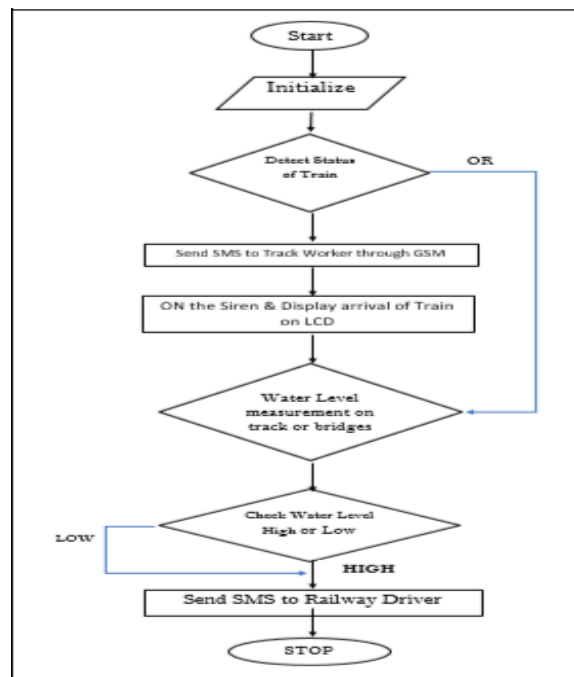 Start
Initialize
Detect Status
of Train
OR
Send SMS to Track Worker through GSM
ON the Siren & Display arrival of Train
on LCD
Water Level
measurement on
track or bridges
Check Water Level
High or Low
LOW
HIGH
Send SMS to Railway Driver
STOP